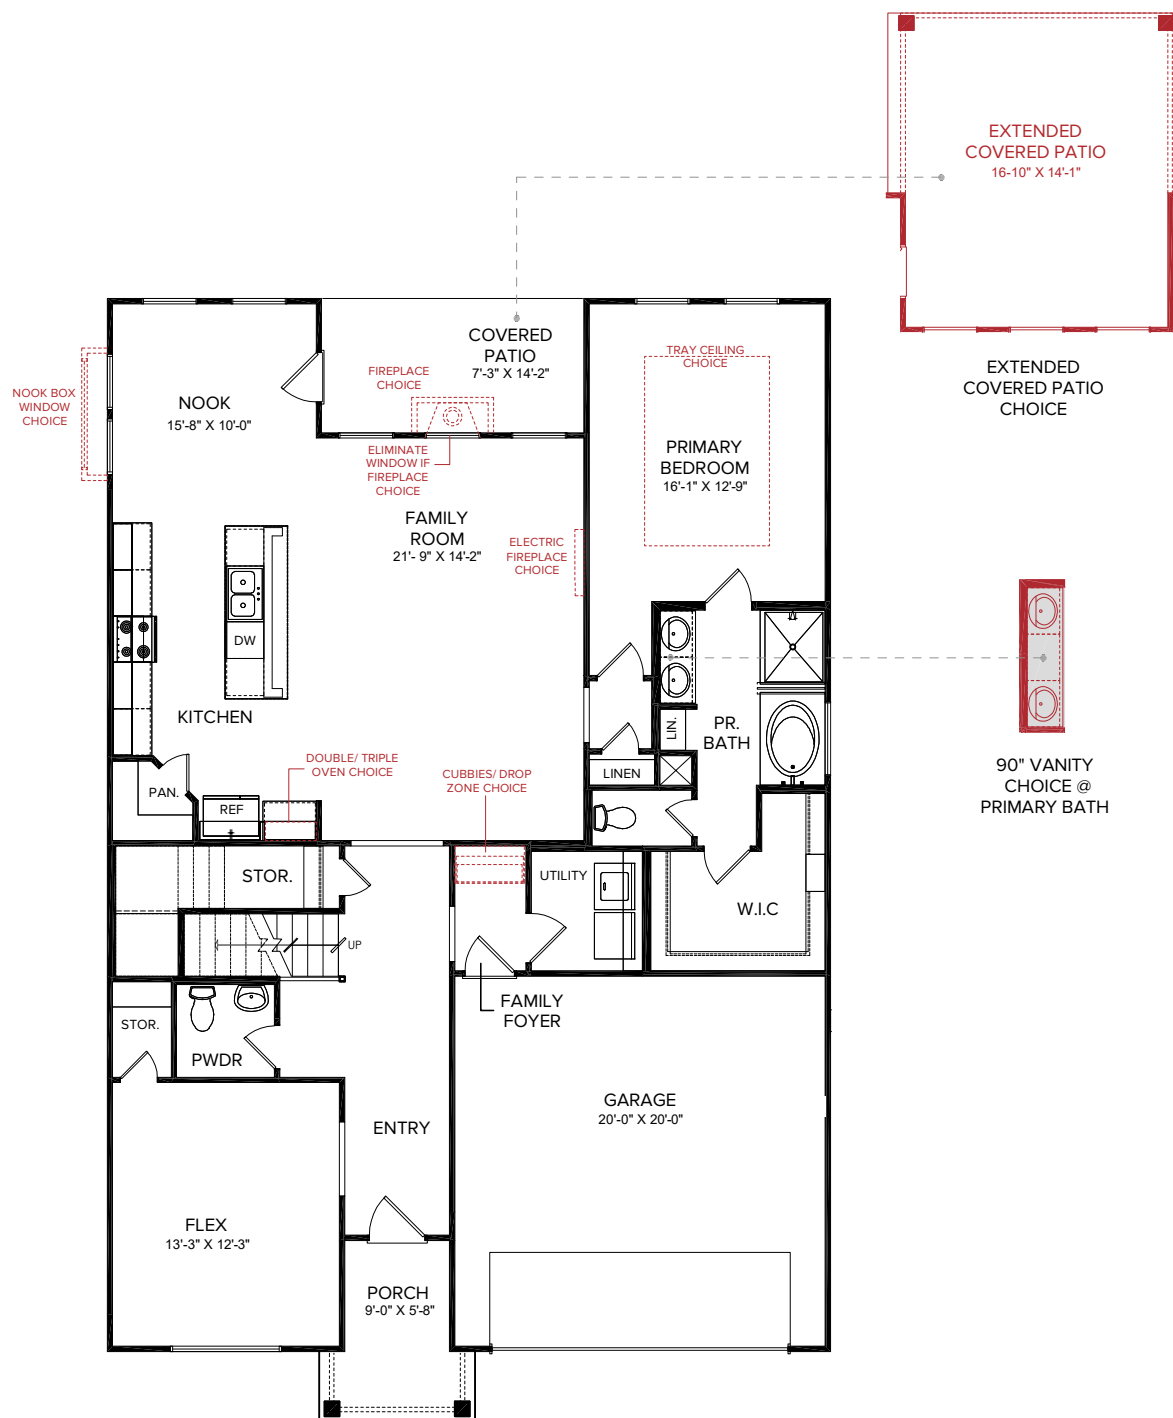 EXTENDED
COVERED PATIO
16-10" X 14'-1"
EXTENDED
COVERED PATIO
CHOICE
COVERED
PATIO
7'-3" X 14'-2"
FIREPLACE
CHOICE
TRAY CEILING
CHOICE
NOOK BOX
WINDOW
CHOICE
NOOK
15'-8" X 10'-0"
ELIMINATE
WINDOW IF
FIREPLACE
CHOICE
PRIMARY
BEDROOM
16'-1" X 12'-9"
FAMILY
ROOM
21'- 9" X 14'-2"
ELECTRIC
FIREPLACE
CHOICE
DW
KITCHEN
LIN.
PR.
BATH
90" VANITY
CHOICE @
PRIMARY BATH
DOUBLE/ TRIPLE
OVEN CHOICE
CUBBIES/ DROP
ZONE CHOICE
LINEN
PAN.
REF
STOR.
UTILITY
W.I.C
UP
FAMILY
FOYER
STOR.
PWDR
ENTRY
GARAGE
20'-0" X 20'-0"
FLEX
13'-3" X 12'-3"
PORCH
9'-0" X 5'-8"